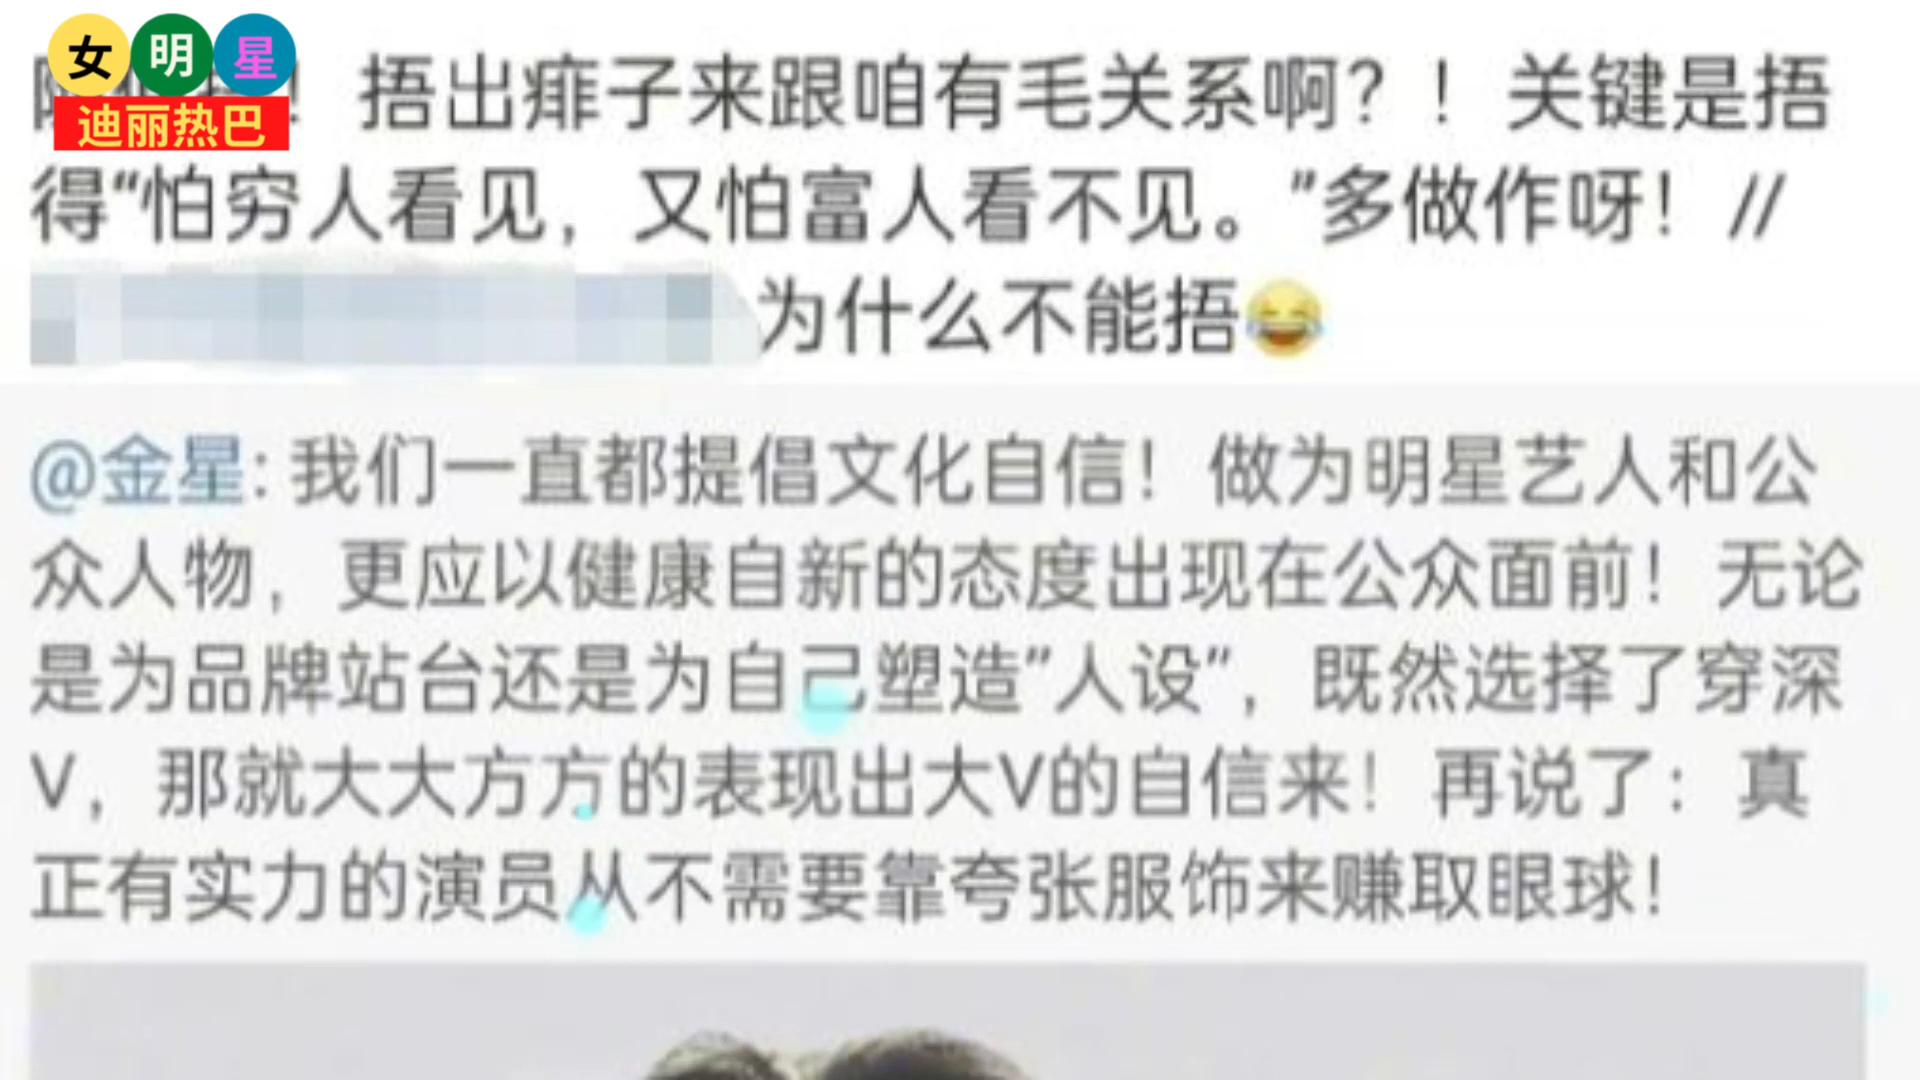 女明星
迪丽热巴
！捂出痱子来跟咱有毛关系啊？！关键是捂
得“怕穷人看见，又怕富人看不见。”多做作呀！//
为什么不能捂😂
@金星: 我们一直都提倡文化自信！做为明星艺人和公
众人物，更应以健康自新的态度出现在公众面前！无论
是为品牌站台还是为自己塑造”人设“，既然选择了穿深
V，那就大大方方的表现出大V的自信来！再说了：真
正有实力的演员从不需要靠夸张服饰来赚取眼球！